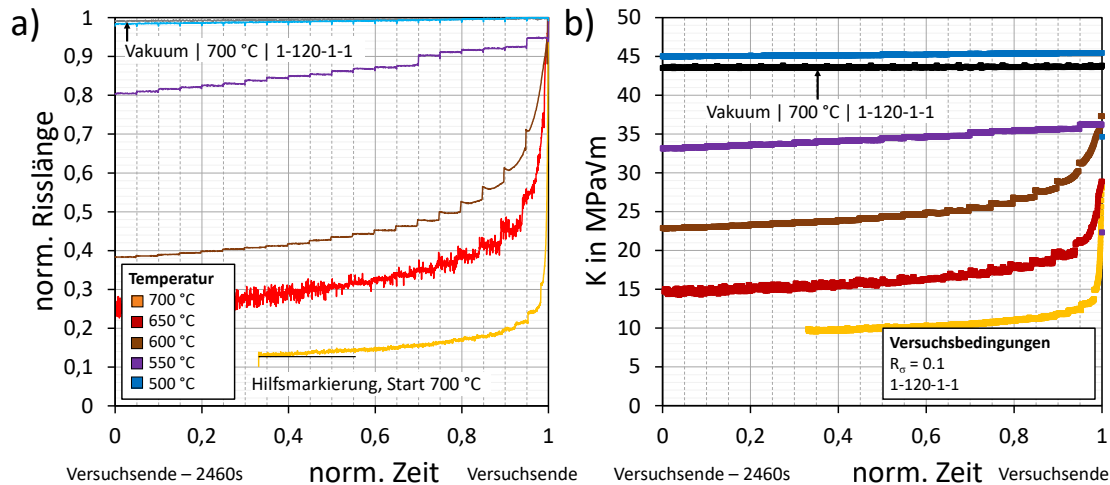 a)
norm. Risslänge
1
0,9
0,8
0,7
0,6
0,5
0,4
0,3
0,2
0,1
0
Vakuum | 700 °C | 1-120-1-1
Temperatur
700 °C
650 °C
600 °C
550 °C
500 °C
Hilfsmarkierung, Start 700 °C
0 0,2 0,4 0,6 0,8 1
Versuchsende – 2460s norm. Zeit Versuchsende
b)
K in MPavm
50
45
40
35
30
25
20
15
10
5
0
Vakuum | 700 °C | 1-120-1-1
Versuchsbedingungen
Rσ = 0.1
1-120-1-1
0 0,2 0,4 0,6 0,8 1
Versuchsende – 2460s norm. Zeit Versuchsende